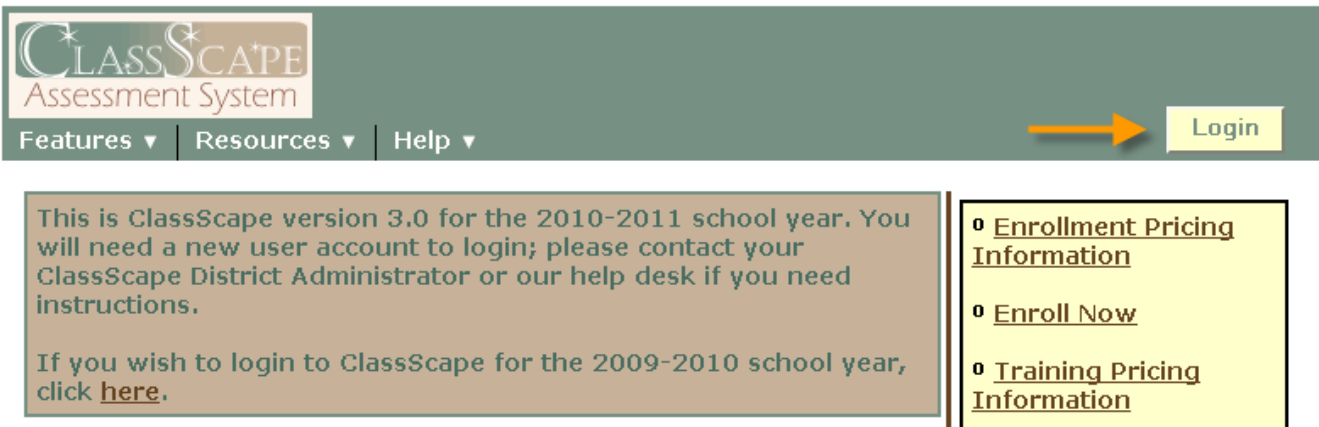 CLASSSCAPE
Assessment System
Features ▾ | Resources ▾ | Help ▾
Login
This is ClassScape version 3.0 for the 2010-2011 school year. You
will need a new user account to login; please contact your
ClassScape District Administrator or our help desk if you need
instructions.
If you wish to login to ClassScape for the 2009-2010 school year,
click here.
o Enrollment Pricing
Information
o Enroll Now
o Training Pricing
Information